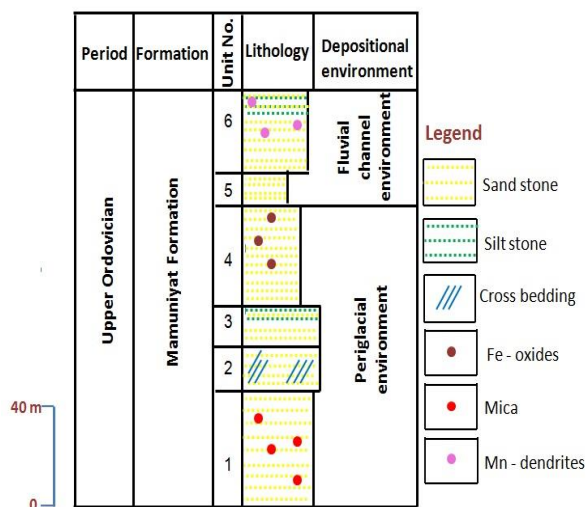 Period
Formation
Unit No.
Lithology
Depositional
environment
Upper Ordovician
Mamuniyat Formation
6
5
4
3
2
1
Fluvial
channel
environment
Periglacial
environment
40 m
0
Legend
Sand stone
Silt stone
Cross bedding
Fe - oxides
Mica
Mn - dendrites